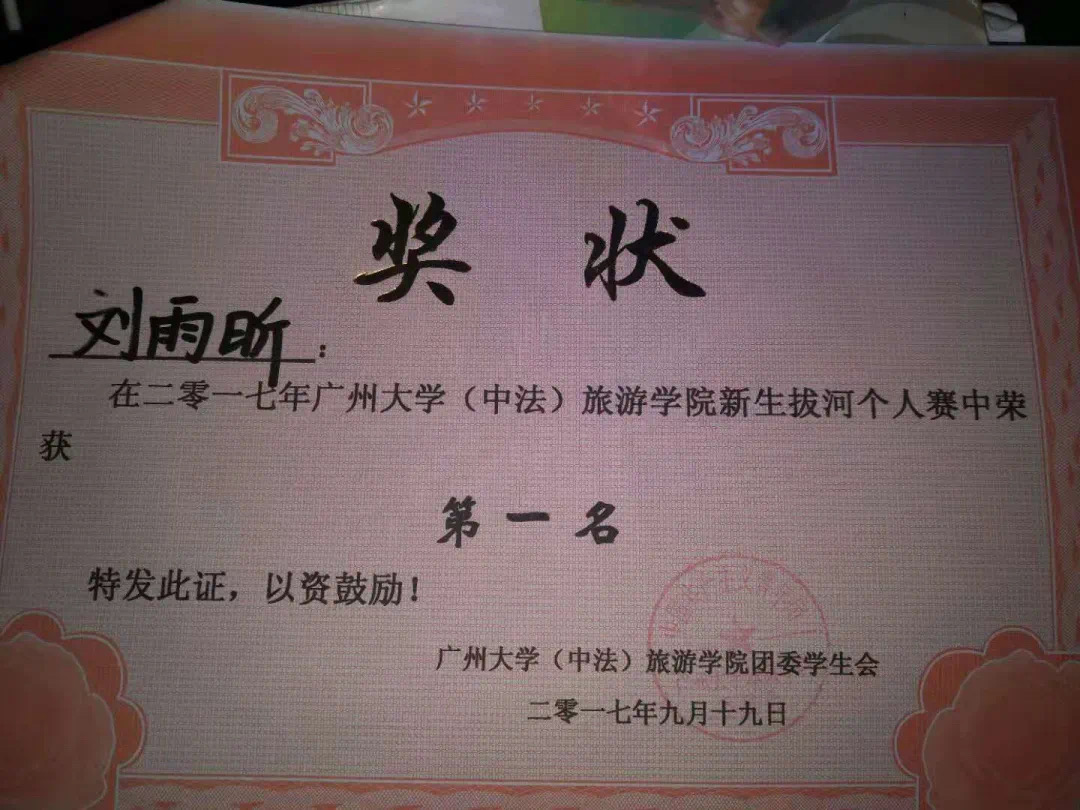 奖状
刘雨昕：
在二零一七年广州大学（中法）旅游学院新生拔河个人赛中荣
获
第一名
特发此证，以资鼓励！
广州大学（中法）旅游学院团委学生会
二零一七年九月十九日